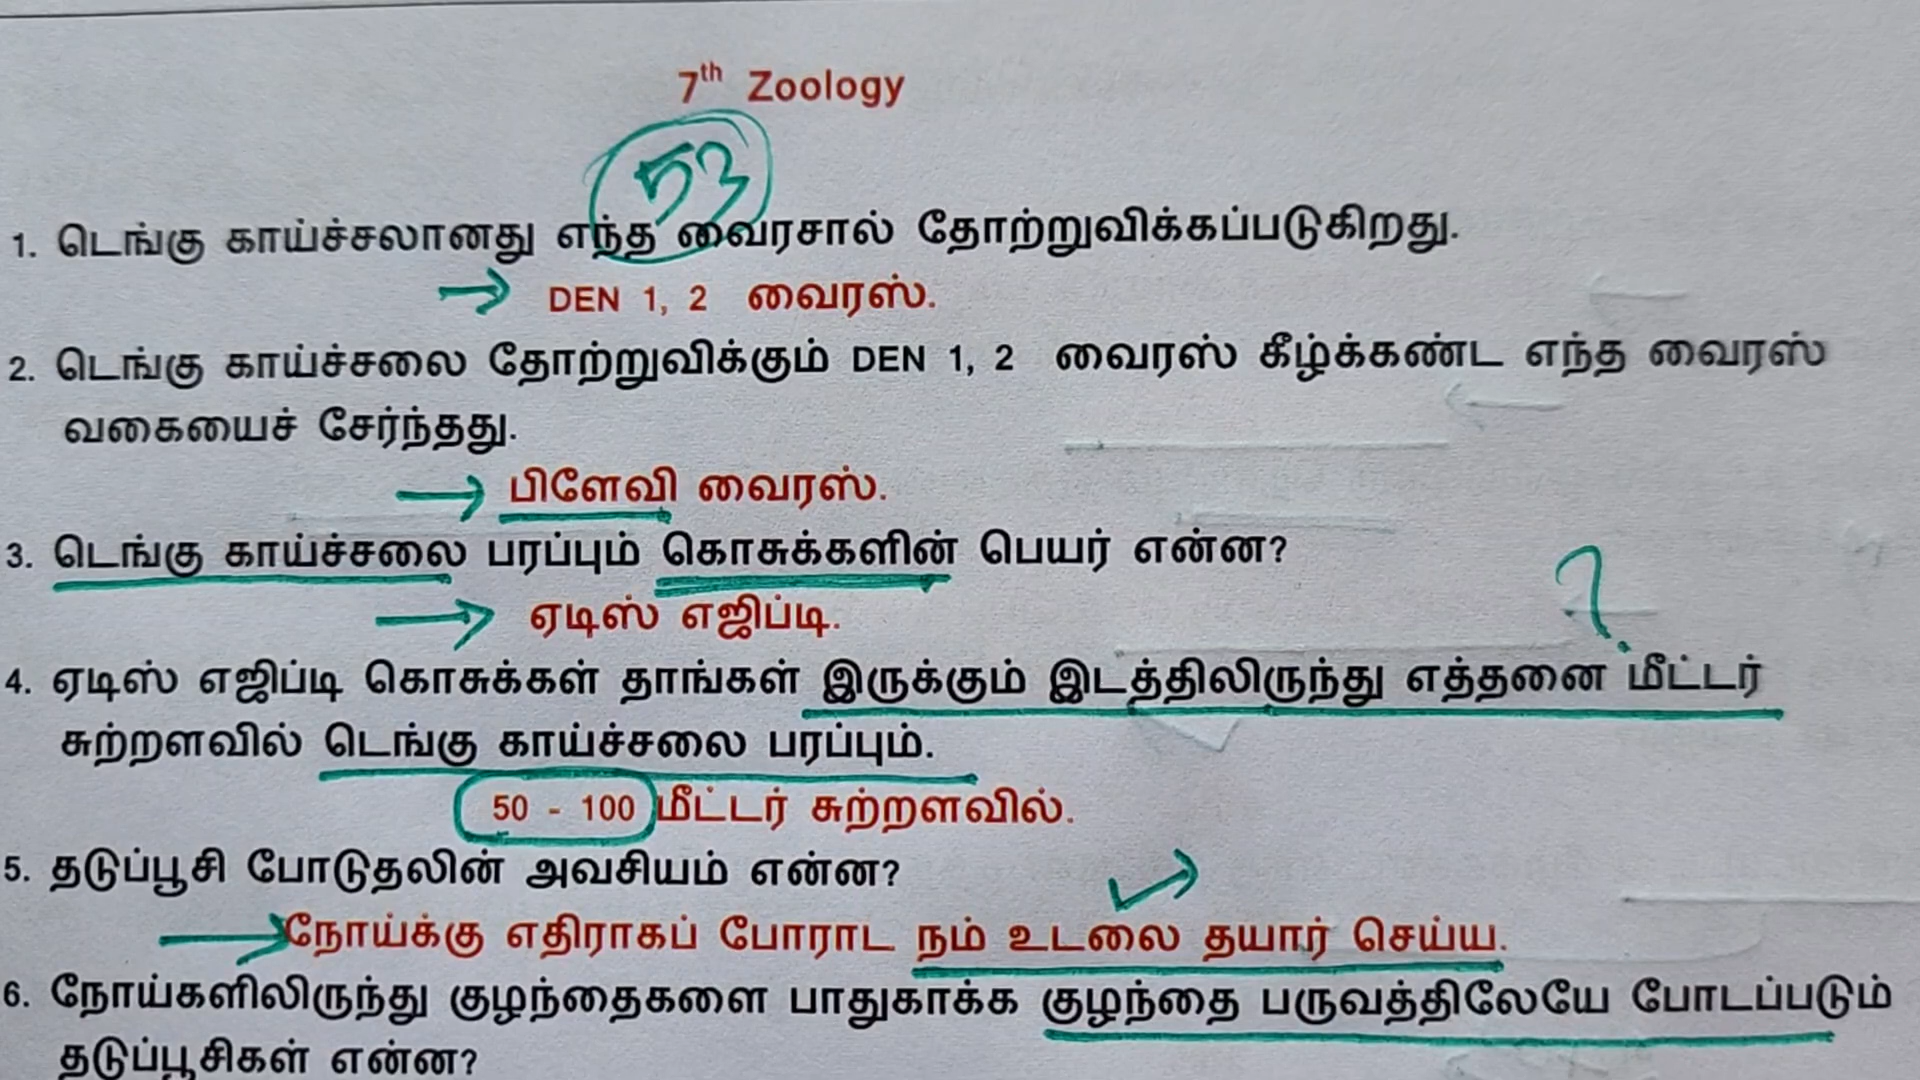 7th Zoology
53
1. டெங்கு காய்ச்சலானது எந்த வைரசால் தோற்றுவிக்கப்படுகிறது.
→ DEN 1, 2 வைரஸ்.
2. டெங்கு காய்ச்சலை தோற்றுவிக்கும் DEN 1, 2 வைரஸ் கீழ்க்கண்ட எந்த வைரஸ்
வகையைச் சேர்ந்தது.
→ பிளேவி வைரஸ்.
3. டெங்கு காய்ச்சலை பரப்பும் கொசுக்களின் பெயர் என்ன?
→ ஏடிஸ் எஜிப்டி.
?
4. ஏடிஸ் எஜிப்டி கொசுக்கள் தாங்கள் இருக்கும் இடத்திலிருந்து எத்தனை மீட்டர்
சுற்றளவில் டெங்கு காய்ச்சலை பரப்பும்.
50 - 100 மீட்டர் சுற்றளவில்.
5. தடுப்பூசி போடுதலின் அவசியம் என்ன?
→ நோய்க்கு எதிராகப் போராட நம் உடலை தயார் செய்ய.
6. நோய்களிலிருந்து குழந்தைகளை பாதுகாக்க குழந்தை பருவத்திலேயே போடப்படும்
தடுப்பூசிகள் என்ன?